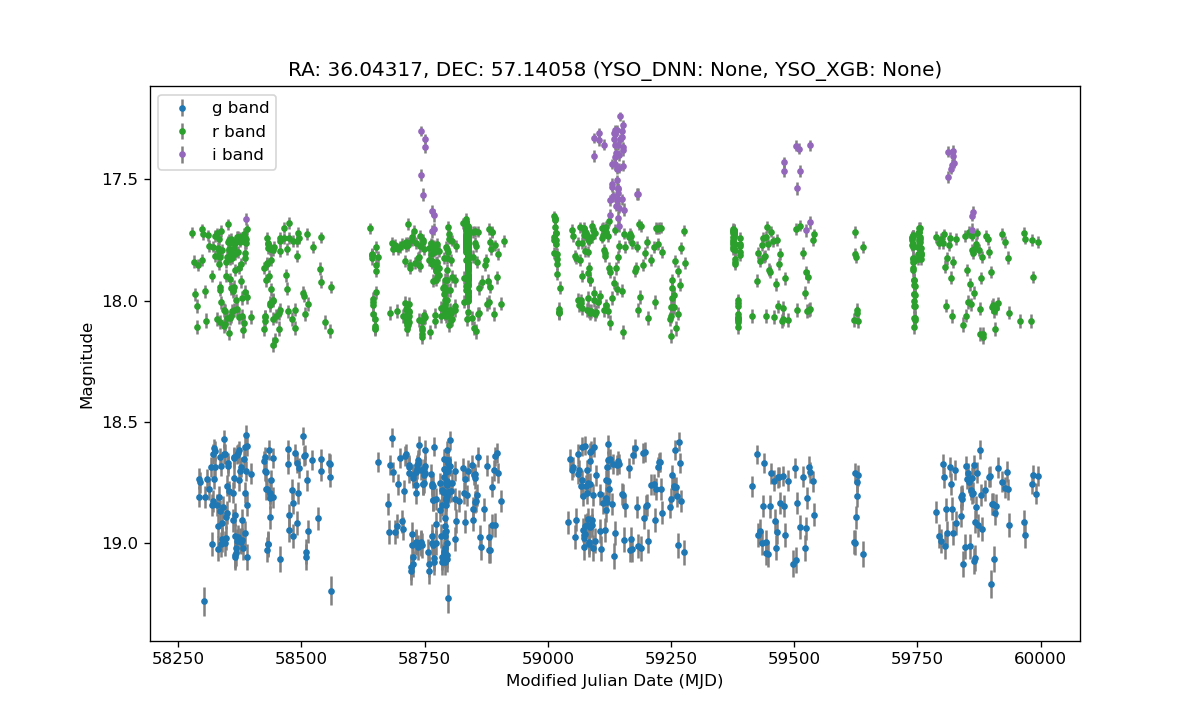 RA: 36.04317, DEC: 57.14058 (YSO_DNN: None, YSO_XGB: None)
g band
r band
i band
17.5
18.0
18.5
19.0
Magnitude
58250 58500 58750 59000 59250 59500 59750 60000
Modified Julian Date (MJD)